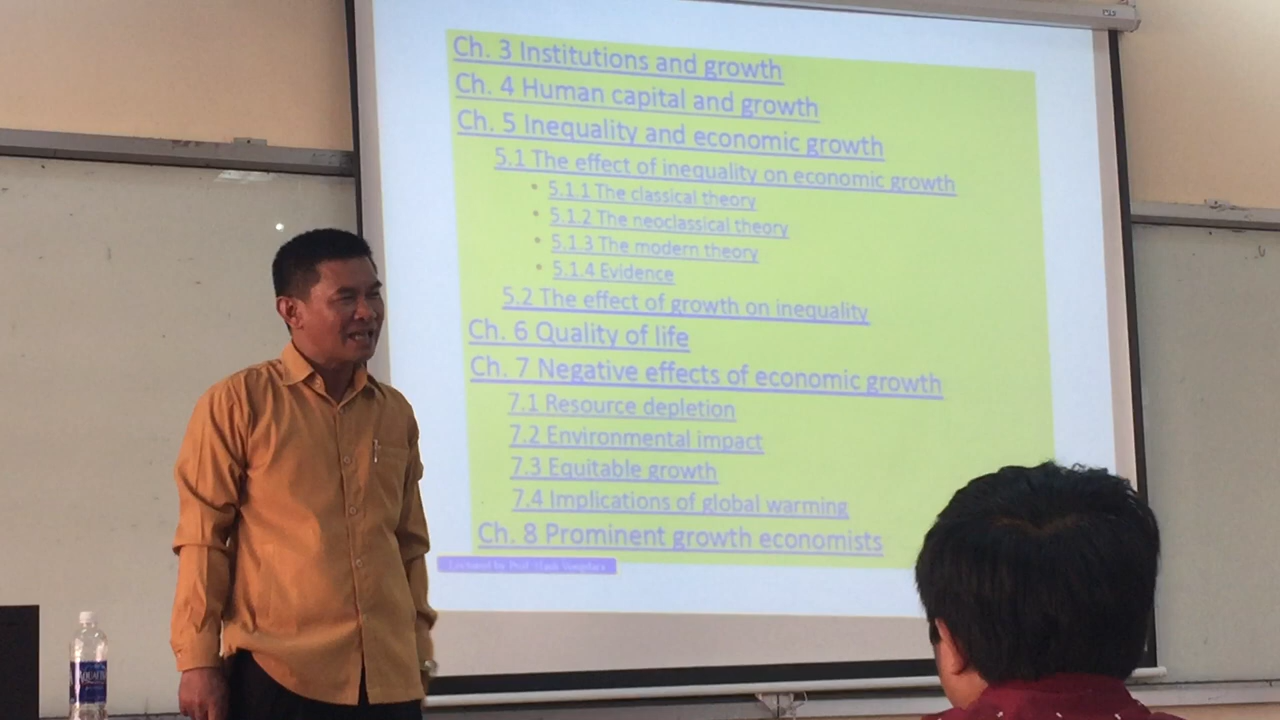 Ch. 3 Institutions and growth
Ch. 4 Human capital and growth
Ch. 5 Inequality and economic growth
5.1 The effect of inequality on economic growth
• 5.1.1 The classical theory
• 5.1.2 The neoclassical theory
• 5.1.3 The modern theory
• 5.1.4 Evidence
5.2 The effect of growth on inequality
Ch. 6 Quality of life
Ch. 7 Negative effects of economic growth
7.1 Resource depletion
7.2 Environmental impact
7.3 Equitable growth
7.4 Implications of global warming
Ch. 8 Prominent growth economists
Lectured by Prof.